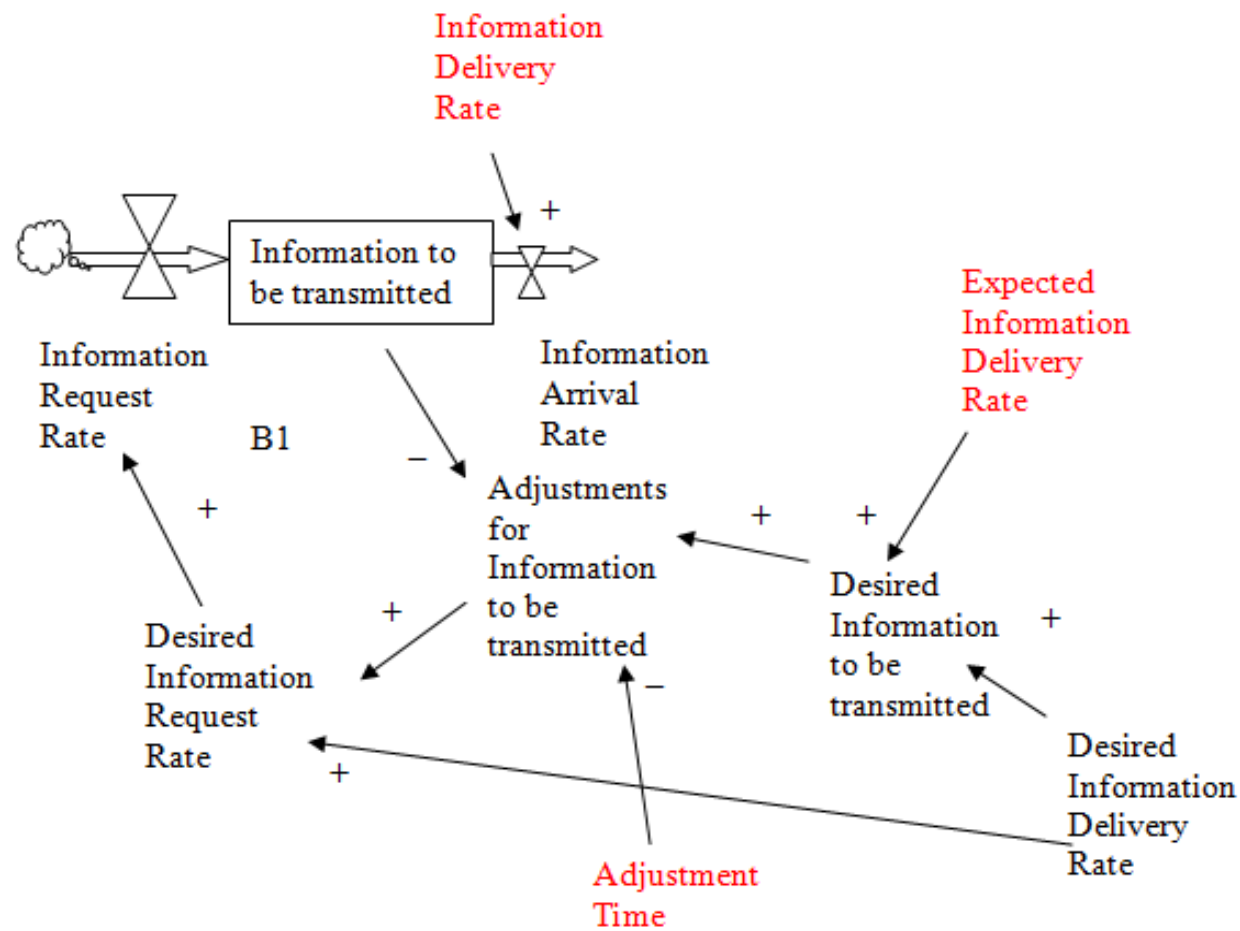 Information
Delivery
Rate
+
Information to
be transmitted
Expected
Information
Delivery
Rate
Information
Request
Rate
Information
Arrival
Rate
B1
−
Adjustments
for
Information
to be
transmitted
+
+
+
Desired
Information
to be
transmitted
+
+
Desired
Information
Request
Rate
−
+
Desired
Information
Delivery
Rate
Adjustment
Time